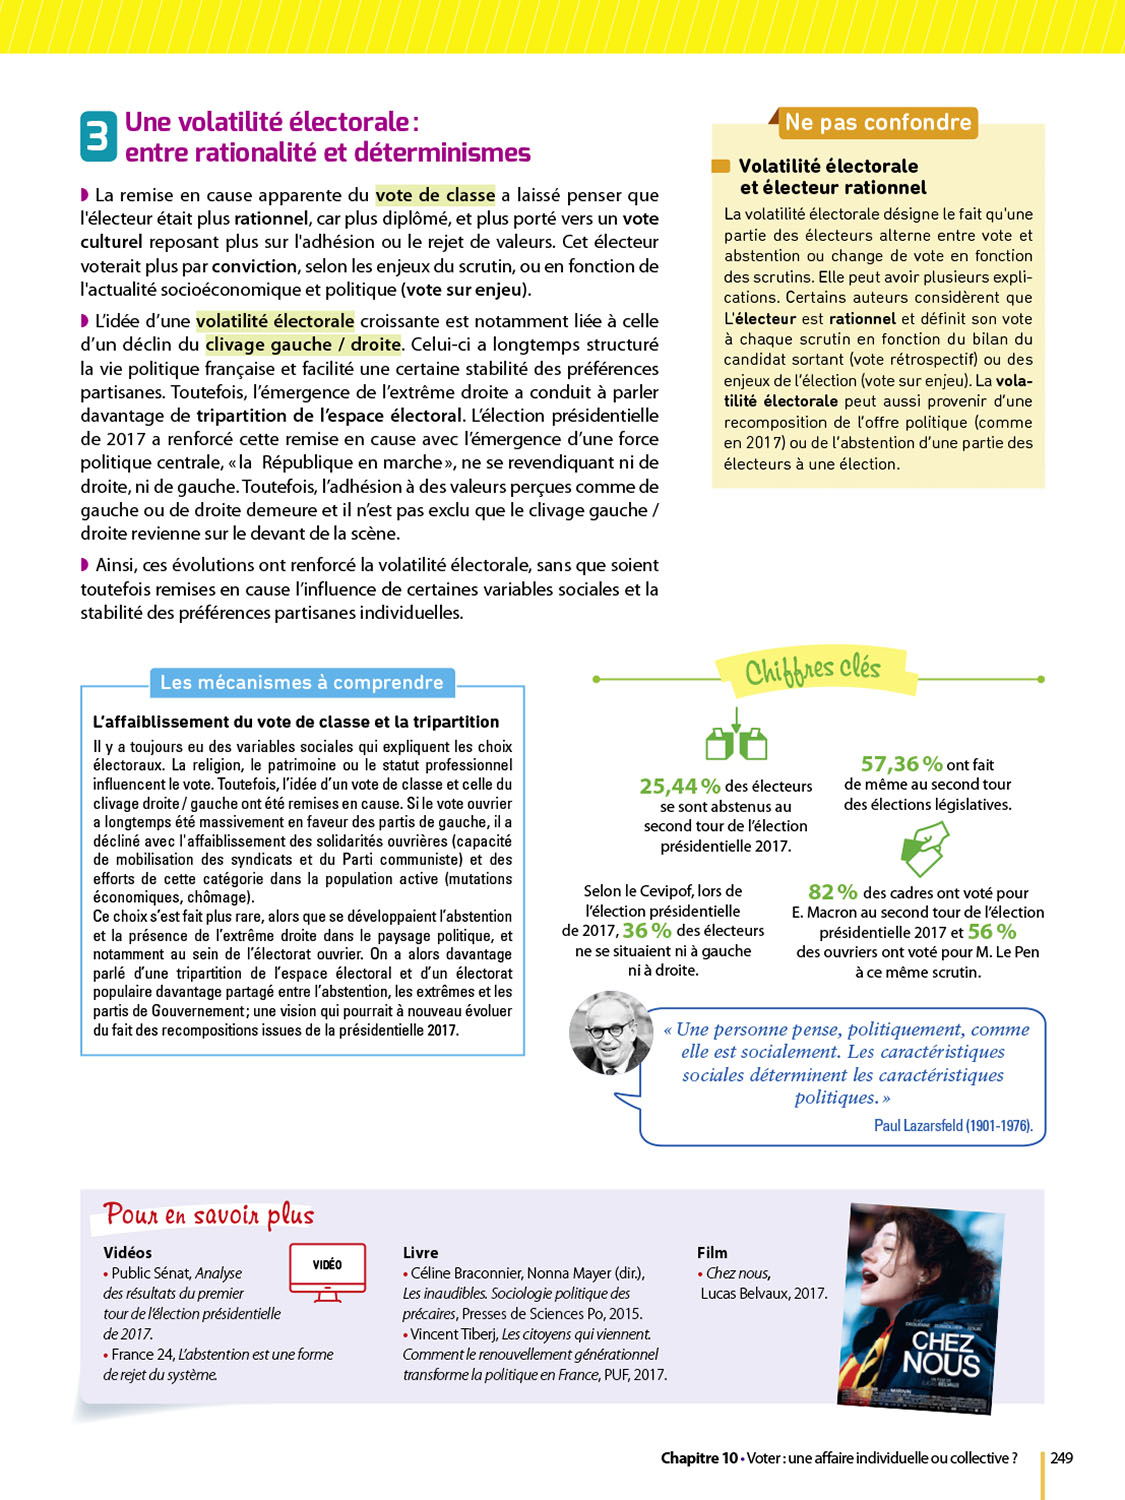 3
Une volatilité électorale :
entre rationalité et déterminismes
La remise en cause apparente du vote de classe a laissé penser que
l'électeur était plus rationnel, car plus diplômé, et plus porté vers un vote
culturel reposant plus sur l'adhésion ou le rejet de valeurs. Cet électeur
voterait plus par conviction, selon les enjeux du scrutin, ou en fonction de
l'actualité socioéconomique et politique (vote sur enjeu).
L'idée d'une volatilité électorale croissante est notamment liée à celle
d'un déclin du clivage gauche / droite. Celui-ci a longtemps structuré
la vie politique française et facilité une certaine stabilité des préférences
partisanes. Toutefois, l'émergence de l'extrême droite a conduit à parler
davantage de tripartition de l'espace électoral. L'élection présidentielle
de 2017 a renforcé cette remise en cause avec l'émergence d'une force
politique centrale, « la République en marche », ne se revendiquant ni de
droite, ni de gauche. Toutefois, l'adhésion à des valeurs perçues comme de
gauche ou de droite demeure et il n'est pas exclu que le clivage gauche /
droite revienne sur le devant de la scène.
Ainsi, ces évolutions ont renforcé la volatilité électorale, sans que soient
toutefois remises en cause l'influence de certaines variables sociales et la
stabilité des préférences partisanes individuelles.
Ne pas confondre
Volatilité électorale
et électeur rationnel
La volatilité électorale désigne le fait qu'une
partie des électeurs alterne entre vote et
abstention ou change de vote en fonction
des scrutins. Elle peut avoir plusieurs expli-
cations. Certains auteurs considèrent que
L'électeur est rationnel et définit son vote
à chaque scrutin en fonction du bilan du
candidat sortant (vote rétrospectif) ou des
enjeux de l'élection (vote sur enjeu). La vola-
tilité électorale peut aussi provenir d'une
recomposition de l'offre politique (comme
en 2017) ou de l'abstention d'une partie des
électeurs à une élection.
Les mécanismes à comprendre
L'affaiblissement du vote de classe et la tripartition
Il y a toujours eu des variables sociales qui expliquent les choix
électoraux. La religion, le patrimoine ou le statut professionnel
influencent le vote. Toutefois, l'idée d'un vote de classe et celle du
clivage droite / gauche ont été remises en cause. Si le vote ouvrier
a longtemps été massivement en faveur des partis de gauche, il a
décliné avec l'affaiblissement des solidarités ouvrières (capacité
de mobilisation des syndicats et du Parti communiste) et des
efforts de cette catégorie dans la population active (mutations
économiques, chômage).
Ce choix s'est fait plus rare, alors que se développaient l'abstention
et la présence de l'extrême droite dans le paysage politique, et
notamment au sein de l'électorat ouvrier. On a alors davantage
parlé d'une tripartition de l'espace électoral et d'un électorat
populaire davantage partagé entre l'abstention, les extrêmes et les
partis de Gouvernement ; une vision qui pourrait à nouveau évoluer
du fait des recompositions issues de la présidentielle 2017.
Chiffres clés
25,44 % des électeurs
se sont abstenus au
second tour de l'élection
présidentielle 2017.
57,36 % ont fait
de même au second tour
des élections législatives.
Selon le Cevipof, lors de
l'élection présidentielle
de 2017, 36 % des électeurs
ne se situaient ni à gauche
ni à droite.
82 % des cadres ont voté pour
E. Macron au second tour de l'élection
présidentielle 2017 et 56 %
des ouvriers ont voté pour M. Le Pen
à ce même scrutin.
« Une personne pense, politiquement, comme
elle est socialement. Les caractéristiques
sociales déterminent les caractéristiques
politiques. »
Paul Lazarsfeld (1901-1976).
Pour en savoir plus
Vidéos
• Public Sénat, Analyse
des résultats du premier
tour de l'élection présidentielle
de 2017.
• France 24, L'abstention est une forme
de rejet du système.
VIDÉO
Livre
• Céline Braconnier, Nonna Mayer (dir.),
Les inaudibles. Sociologie politique des
précaires, Presses de Sciences Po, 2015.
• Vincent Tiberj, Les citoyens qui viennent.
Comment le renouvellement générationnel
transforme la politique en France, PUF, 2017.
Film
• Chez nous,
Lucas Belvaux, 2017.
CHEZ
NOUS
Chapitre 10 • Voter : une affaire individuelle ou collective ? 249